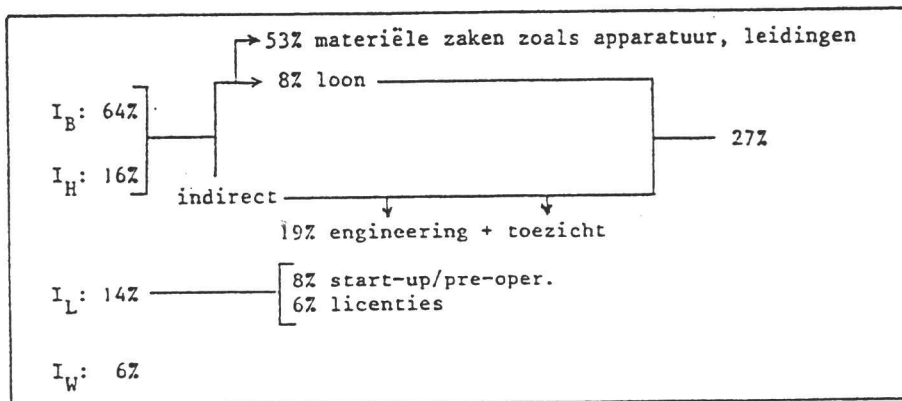 53% materiële zaken zoals apparatuur, leidingen
8% loon
I_B: 64%
27%
I_H: 16%
indirect
19% engineering + toezicht
8% start-up/pre-oper.
I_L: 14%
6% licenties
I_W: 6%